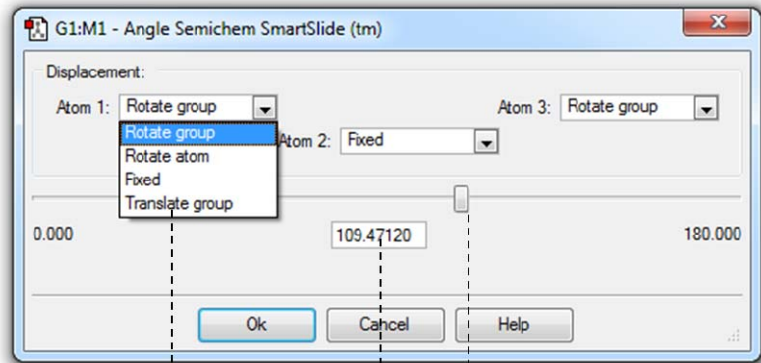 G1:M1 - Angle Semichem SmartSlide (tm)
Displacement:
Atom 1: Rotate group
Atom 3: Rotate group
Rotate group
Atom 2: Fixed
Rotate atom
Fixed
Translate group
0.000
109.47120
180.000
Ok
Cancel
Help